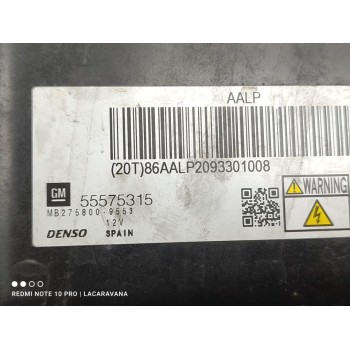 AALP
(20T)86AALP2093301008
GM
55575315
MB275800-9553
12V
DENSO SPAIN
WARNING
REDMI NOTE 10 PRO | LACARAVANA